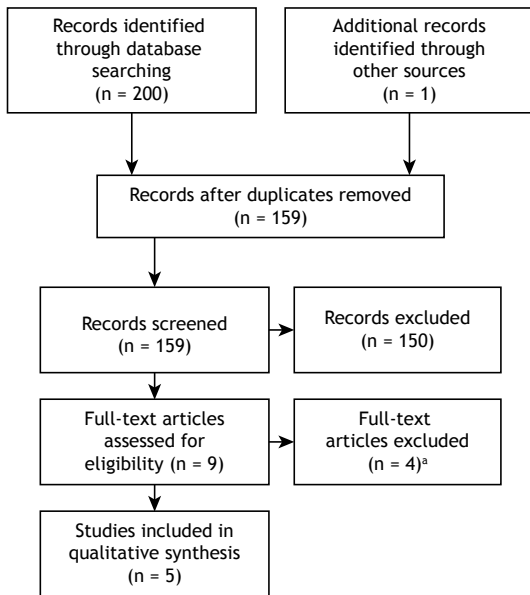 Records identified
through database
searching
(n = 200)
Additional records
identified through
other sources
(n = 1)
Records after duplicates removed
(n = 159)
Records screened
(n = 159)
Records excluded
(n = 150)
Full-text articles
assessed for
eligibility (n = 9)
Full-text
articles excluded
(n = 4)ᵃ
Studies included in
qualitative synthesis
(n = 5)